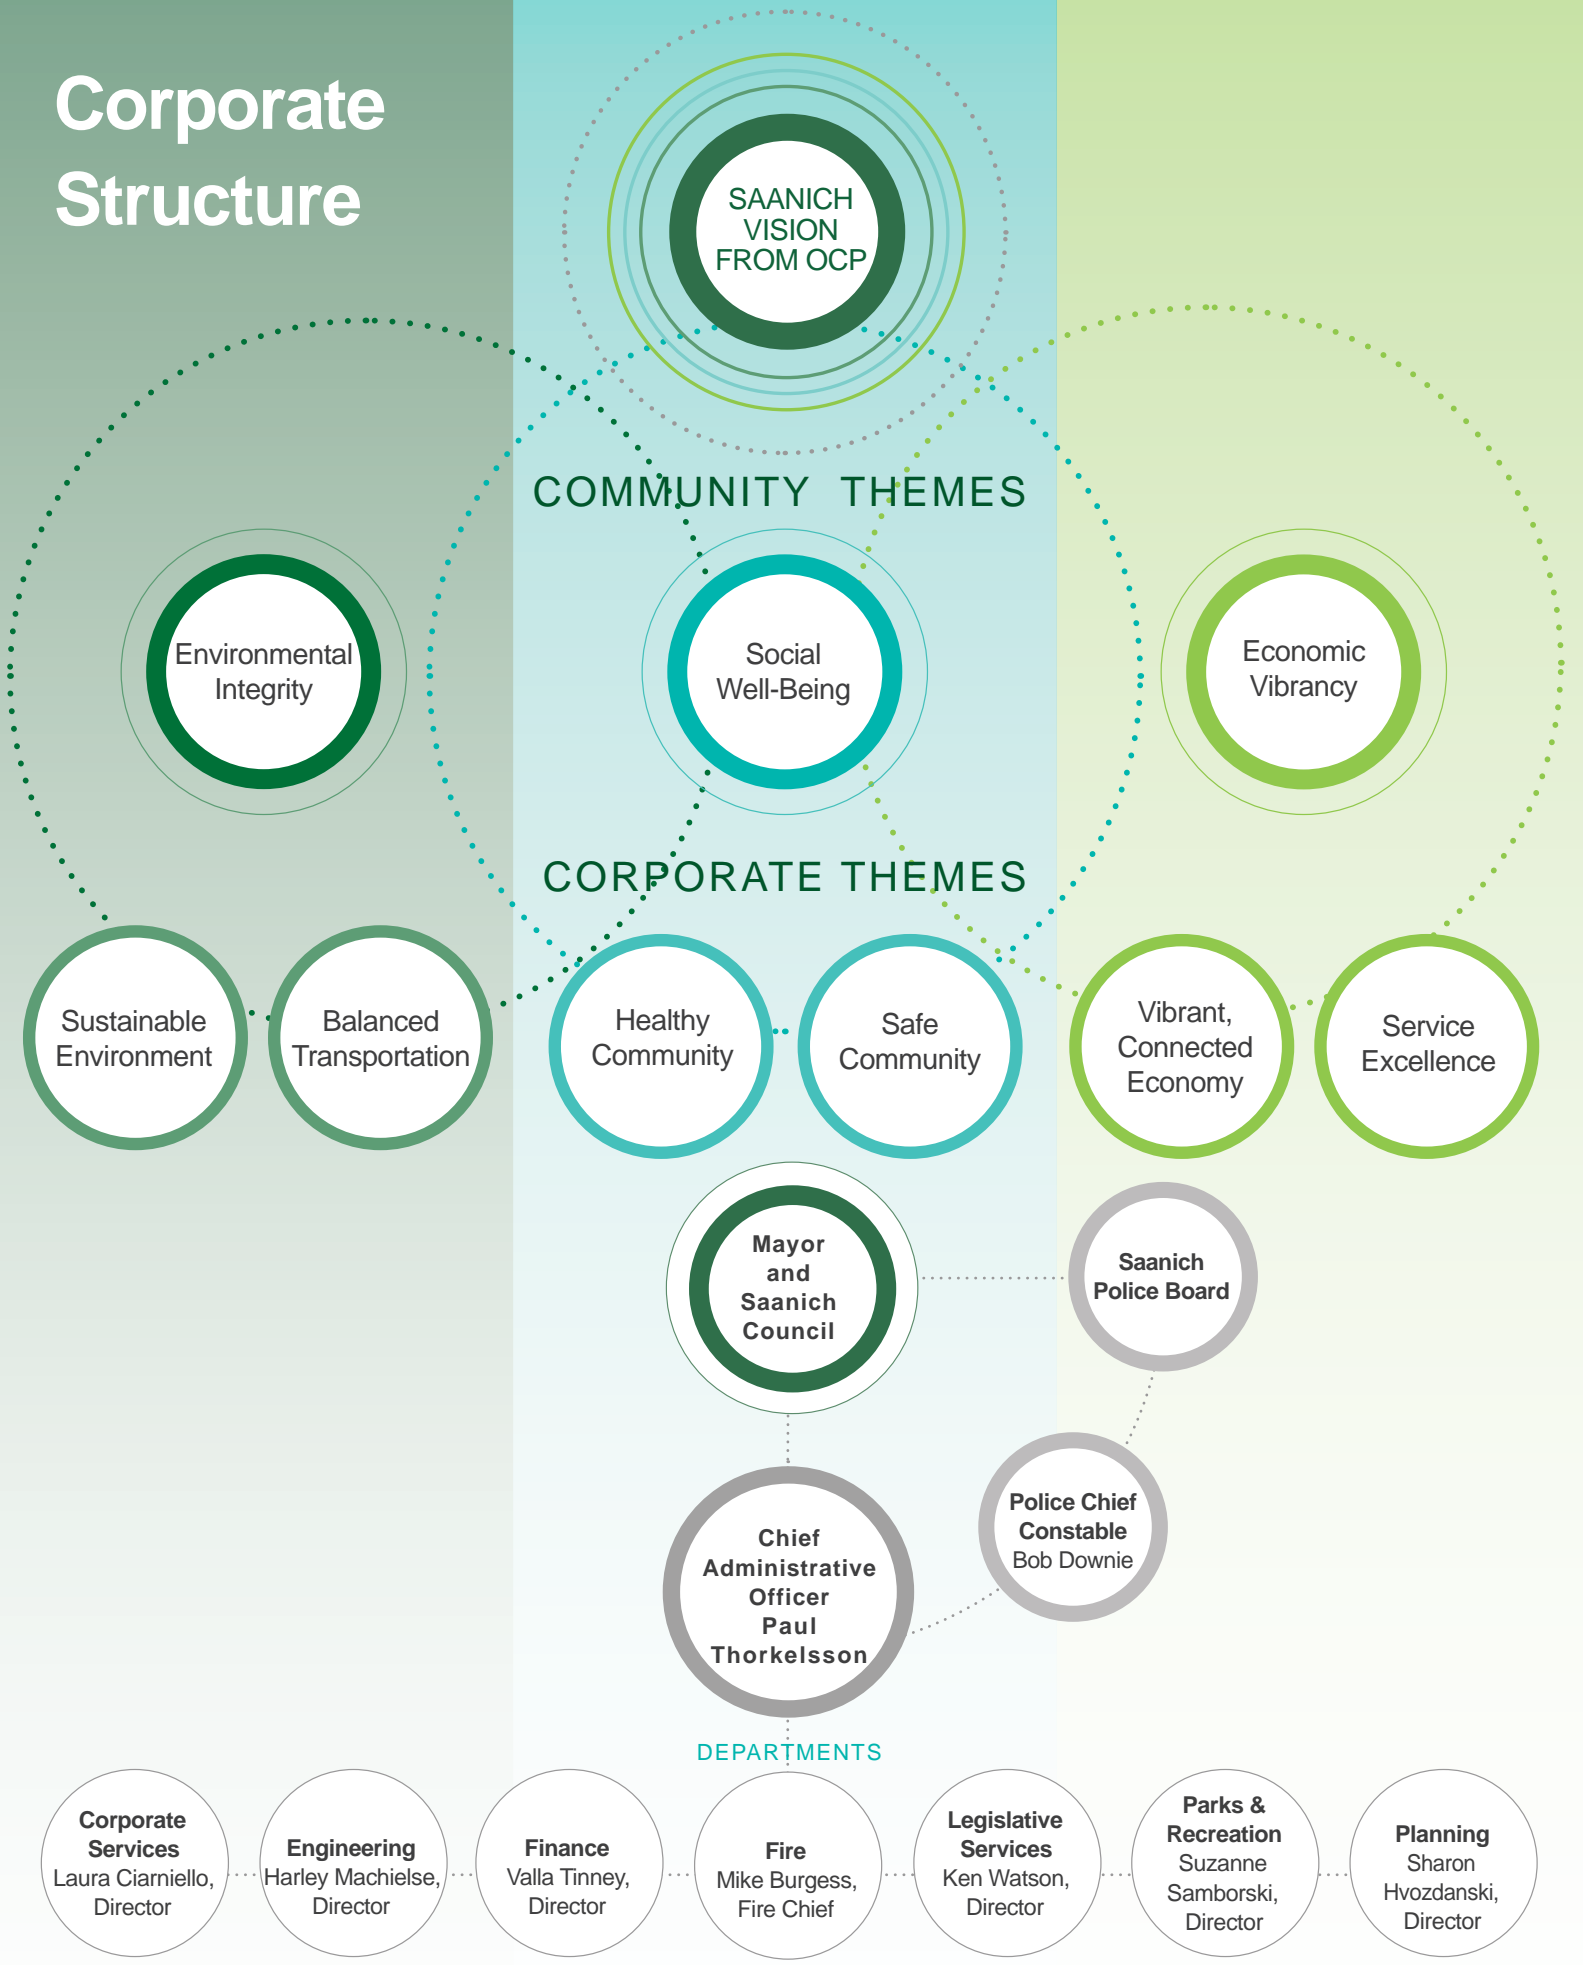 Corporate
Structure
SAANICH
VISION
FROM OCP
COMMUNITY THEMES
Environmental
Integrity
Social
Well-Being
Economic
Vibrancy
CORPORATE THEMES
Sustainable
Environment
Balanced
Transportation
Healthy
Community
Safe
Community
Vibrant,
Connected
Economy
Service
Excellence
Mayor
and
Saanich
Council
Saanich
Police Board
Police Chief
Constable
Bob Downie
Chief
Administrative
Officer
Paul
Thorkelsson
DEPARTMENTS
Corporate
Services
Laura Ciarniello,
Director
Engineering
Harley Machielse,
Director
Finance
Valla Tinney,
Director
Fire
Mike Burgess,
Fire Chief
Legislative
Services
Ken Watson,
Director
Parks &
Recreation
Suzanne
Samborski,
Director
Planning
Sharon
Hvozdanski,
Director